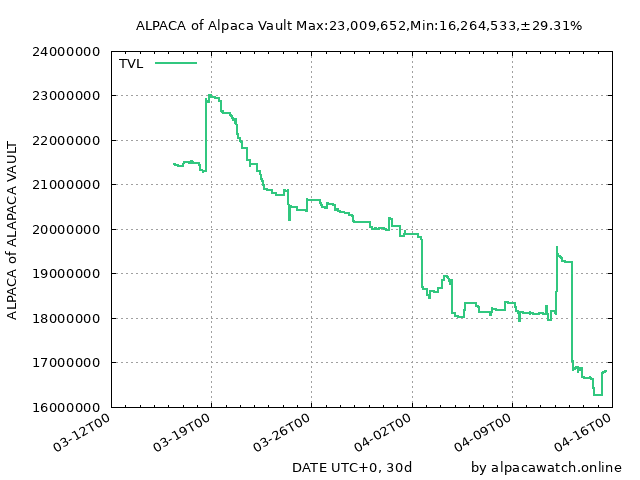 ALPACA of Alpaca Vault Max:23,009,652,Min:16,264,533,±29.31%
TVL
24000000
23000000
22000000
21000000
20000000
19000000
18000000
17000000
16000000
ALPACA of ALAPACA VAULT
03-12T00
03-19T00
03-26T00
04-02T00
04-09T00
04-16T00
DATE UTC+0, 30d
by alpacawatch.online